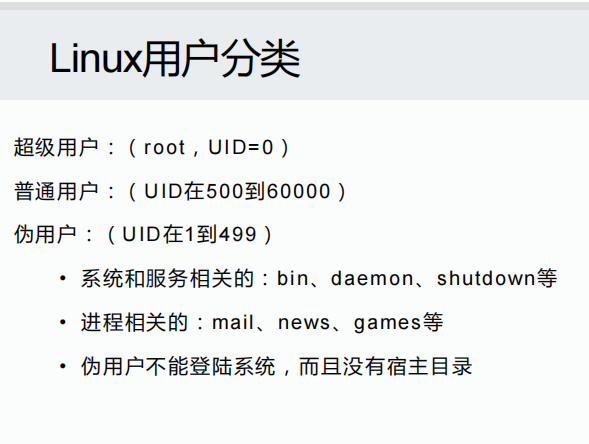 Linux用户分类
超级用户：（root，UID=0）
普通用户：（UID在500到60000）
伪用户：（UID在1到499）
• 系统和服务相关的：bin、daemon、shutdown等
• 进程相关的：mail、news、games等
• 伪用户不能登陆系统，而且没有宿主目录